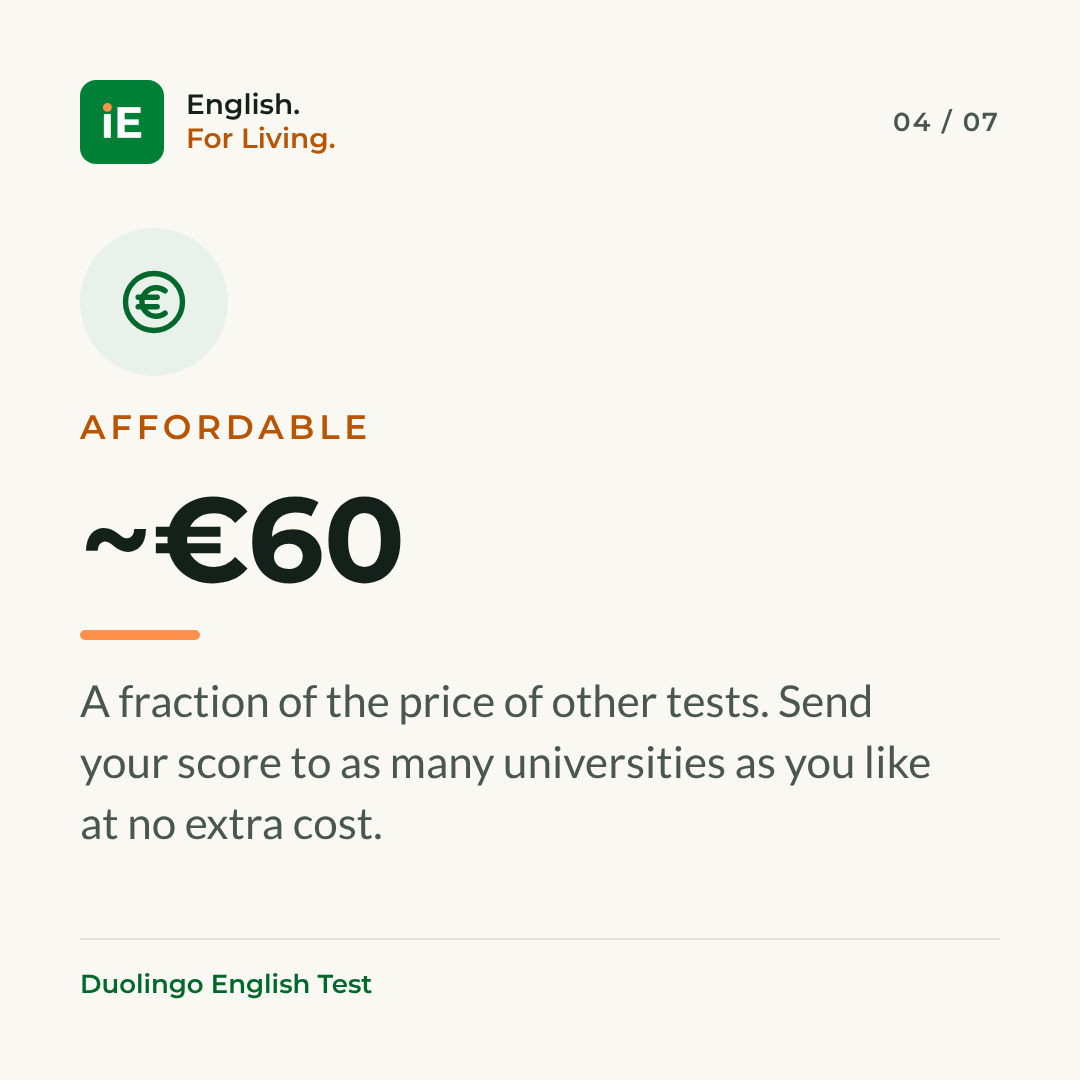 iE
English.
For Living.
04 / 07
€
AFFORDABLE
~€60
A fraction of the price of other tests. Send
your score to as many universities as you like
at no extra cost.
Duolingo English Test